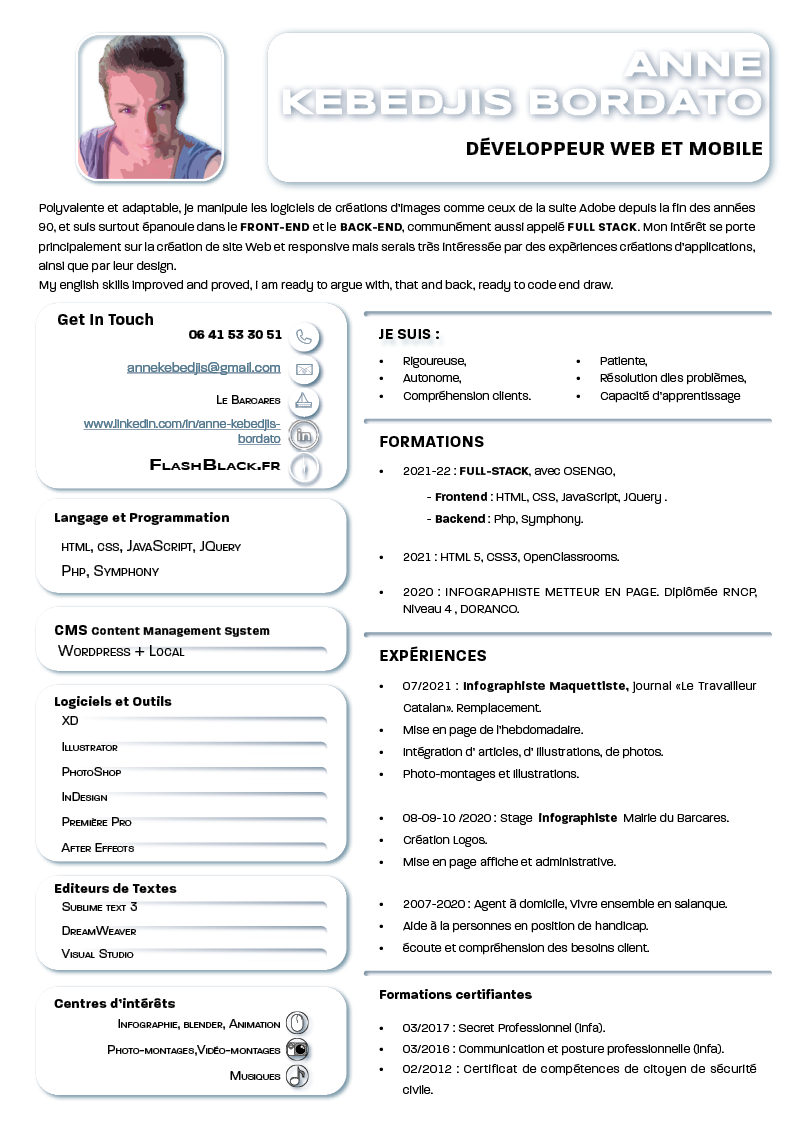 ANNE
KEBEDJIS BORDATO
DÉVELOPPEUR WEB ET MOBILE
Polyvalente et adaptable, je manipule les logiciels de créations d'images comme ceux de la suite Adobe depuis la fin des années
90, et suis surtout épanouie dans le FRONT-END et le BACK-END, communément aussi appelé FULL STACK. Mon intérêt se porte
principalement sur la création de site Web et responsive mais serais très intéressée par des expériences créations d'applications,
ainsi que par leur design.
My english skills improved and proved, i am ready to argue with, that and back, ready to code end draw.
Get In Touch
06 41 53 30 51
annekebedjis@gmail.com
Le Barcares
www.linkedin.com/in/anne-kebedjis-
bordato
in
FlashBlack.fr
Langage et Programmation
html, css, JavaScript, JQuery
Php, Symphony
CMS Content Management System
Wordpress + Local
Logiciels et Outils
XD
Illustrator
PhotoShop
InDesign
Première Pro
After Effects
Editeurs de Textes
Sublime text 3
DreamWeaver
Visual Studio
Centres d'intérêts
Infographie, blender, Animation
Photo-montages,Vidéo-montages
Musiques
JE SUIS :
• Rigoureuse,
• Autonome,
• Compréhension clients.
• Patiente,
• Résolution dles problèmes,
• Capacité d'apprentissage
FORMATIONS
• 2021-22 : FULL-STACK, avec OSENGO,
- Frontend : HTML, CSS, JavaScript, JQuery .
- Backend : Php, Symphony.
• 2021 : HTML 5, CSS3, OpenClassrooms.
• 2020 : INFOGRAPHISTE METTEUR EN PAGE. Diplômée RNCP,
Niveau 4 , DORANCO.
EXPÉRIENCES
• 07/2021 : Infographiste Maquettiste, journal «Le Travailleur
Catalan». Remplacement.
• Mise en page de l'hebdomadaire.
• Intégration d' articles, d' illustrations, de photos.
• Photo-montages et illustrations.
• 08-09-10 /2020 : Stage infographiste Mairie du Barcares.
• Création Logos.
• Mise en page affiche et administrative.
• 2007-2020 : Agent à domicile, Vivre ensemble en salanque.
• Aide à la personnes en position de handicap.
• écoute et compréhension des besoins client.
Formations certifiantes
• 03/2017 : Secret Professionnel (Infa).
• 03/2016 : Communication et posture professionnelle (Infa).
• 02/2012 : Certificat de compétences de citoyen de sécurité
civile.